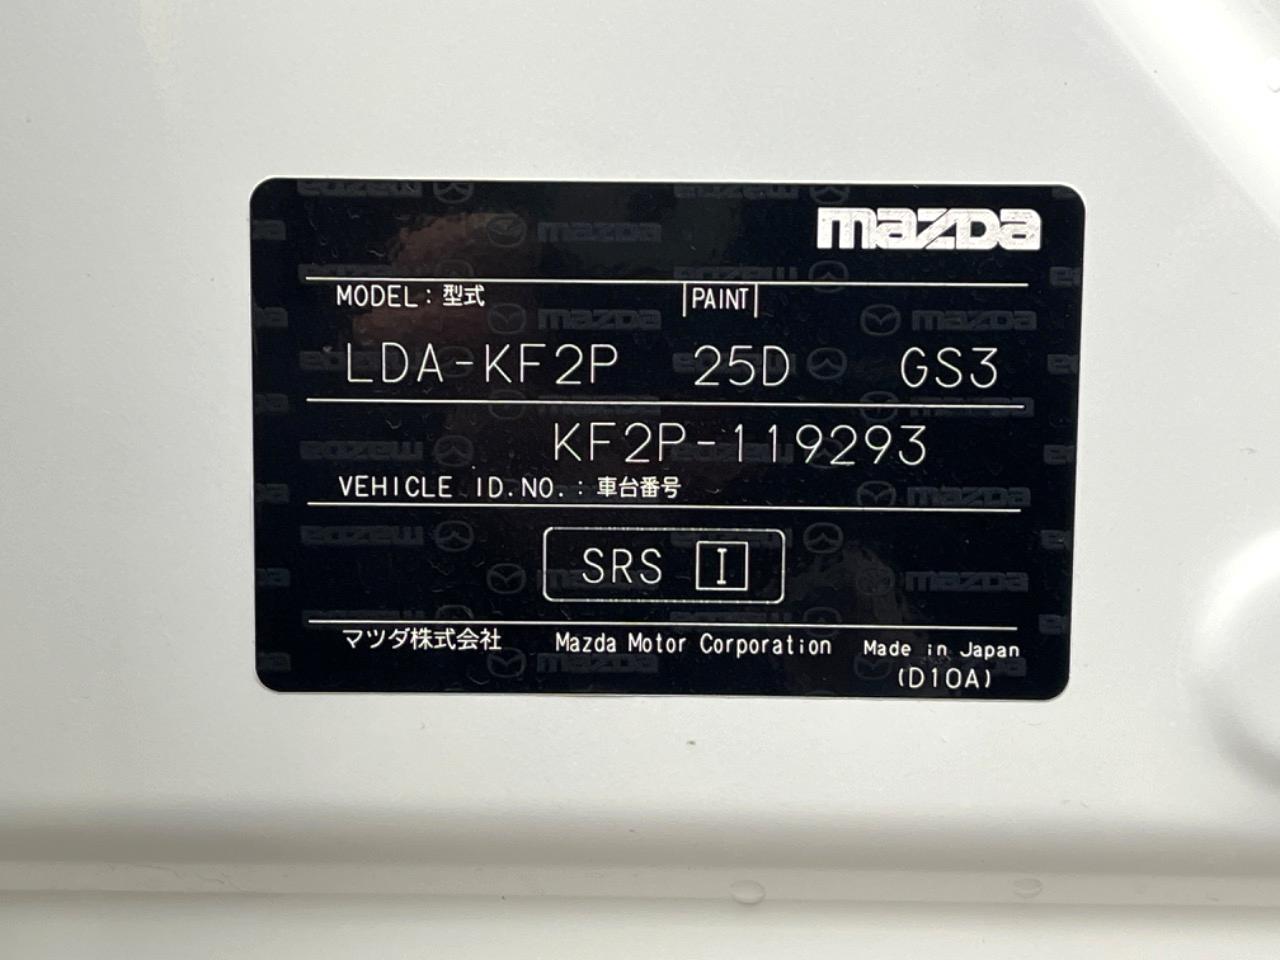 mazda
MODEL : 型式 PAINT
LDA-KF2P 25D GS3
KF2P-119293
VEHICLE ID.NO. : 車台番号
SRS I
マツダ株式会社 Mazda Motor Corporation Made in Japan
(D10A)